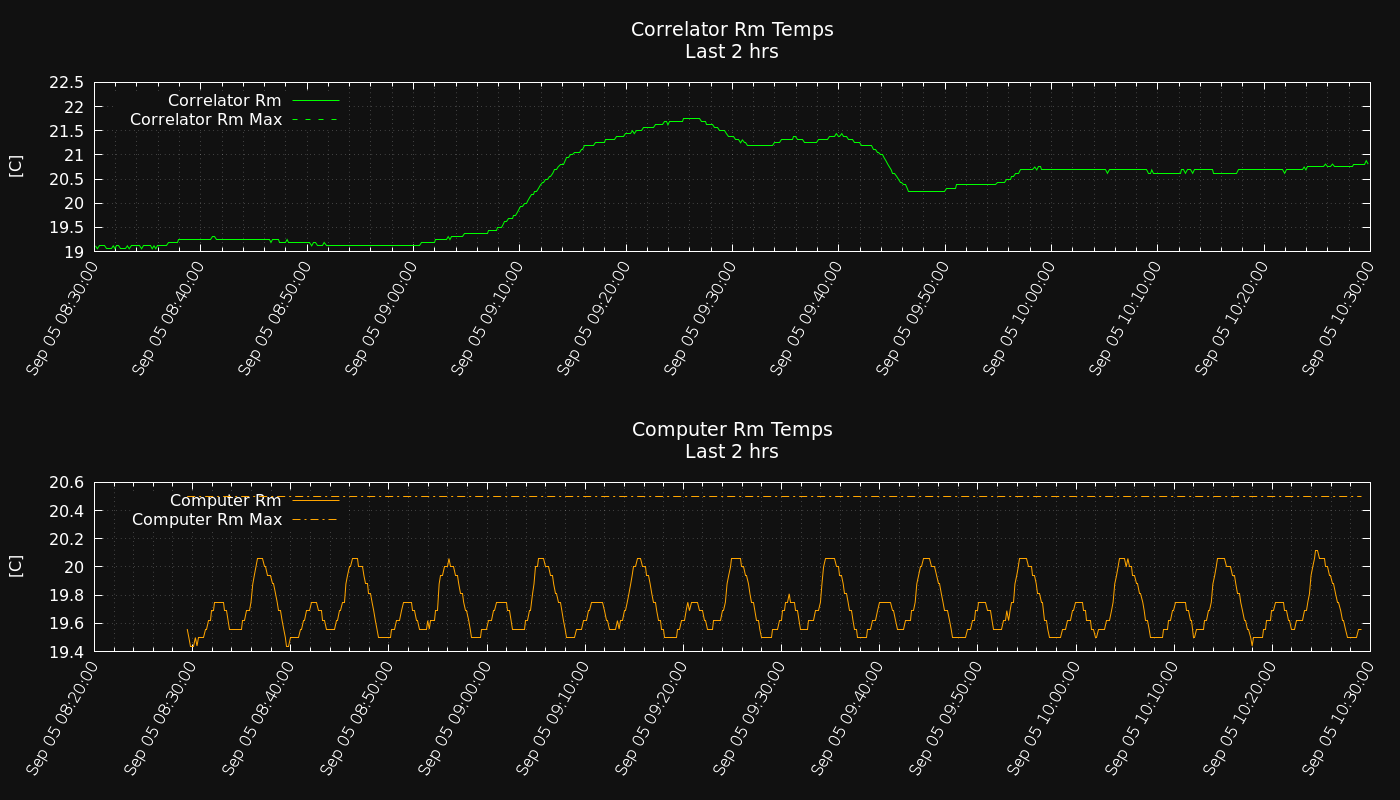 Correlator Rm Temps
Last 2 hrs
22.5
22
21.5
21
20.5
20
19.5
19
[C]
Correlator Rm
Correlator Rm Max
Sep 05 08:30:00
Sep 05 08:40:00
Sep 05 08:50:00
Sep 05 09:00:00
Sep 05 09:10:00
Sep 05 09:20:00
Sep 05 09:30:00
Sep 05 09:40:00
Sep 05 09:50:00
Sep 05 10:00:00
Sep 05 10:10:00
Sep 05 10:20:00
Sep 05 10:30:00
Computer Rm Temps
Last 2 hrs
20.6
20.4
20.2
20
19.8
19.6
19.4
[C]
Computer Rm
Computer Rm Max
Sep 05 08:20:00
Sep 05 08:30:00
Sep 05 08:40:00
Sep 05 08:50:00
Sep 05 09:00:00
Sep 05 09:10:00
Sep 05 09:20:00
Sep 05 09:30:00
Sep 05 09:40:00
Sep 05 09:50:00
Sep 05 10:00:00
Sep 05 10:10:00
Sep 05 10:20:00
Sep 05 10:30:00